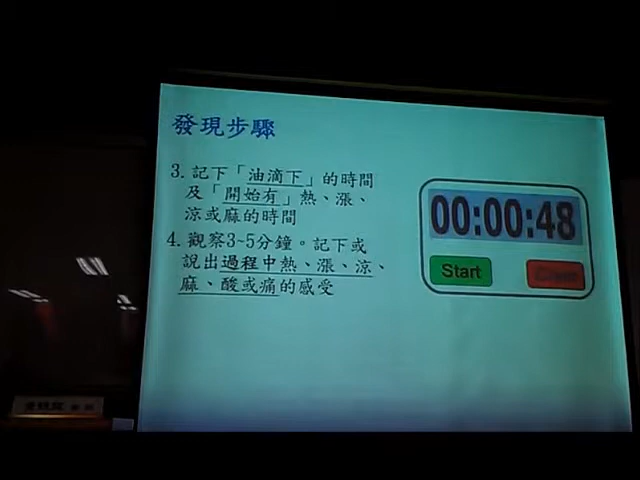 發現步驟
3. 記下「油滴下」的時間
及「開始有」熱、漲、
涼或麻的時間
4. 觀察3~5分鐘。記下或
說出過程中熱、漲、涼、
麻、酸或痛的感受
00:00:48
Start